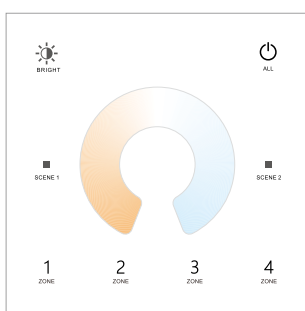 BRIGHT
ALL
SCENE 1
SCENE 2
1 2 3 4
ZONE ZONE ZONE ZONE